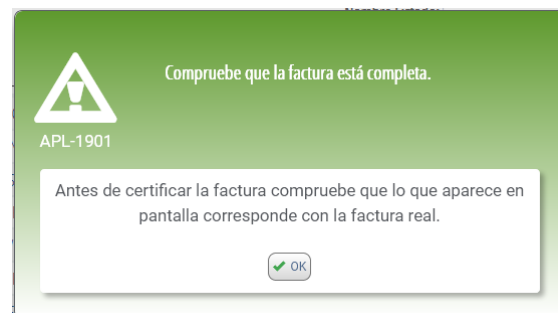 Compruebe que la factura está completa.
APL-1901
Antes de certificar la factura compruebe que lo que aparece en
pantalla corresponde con la factura real.
OK